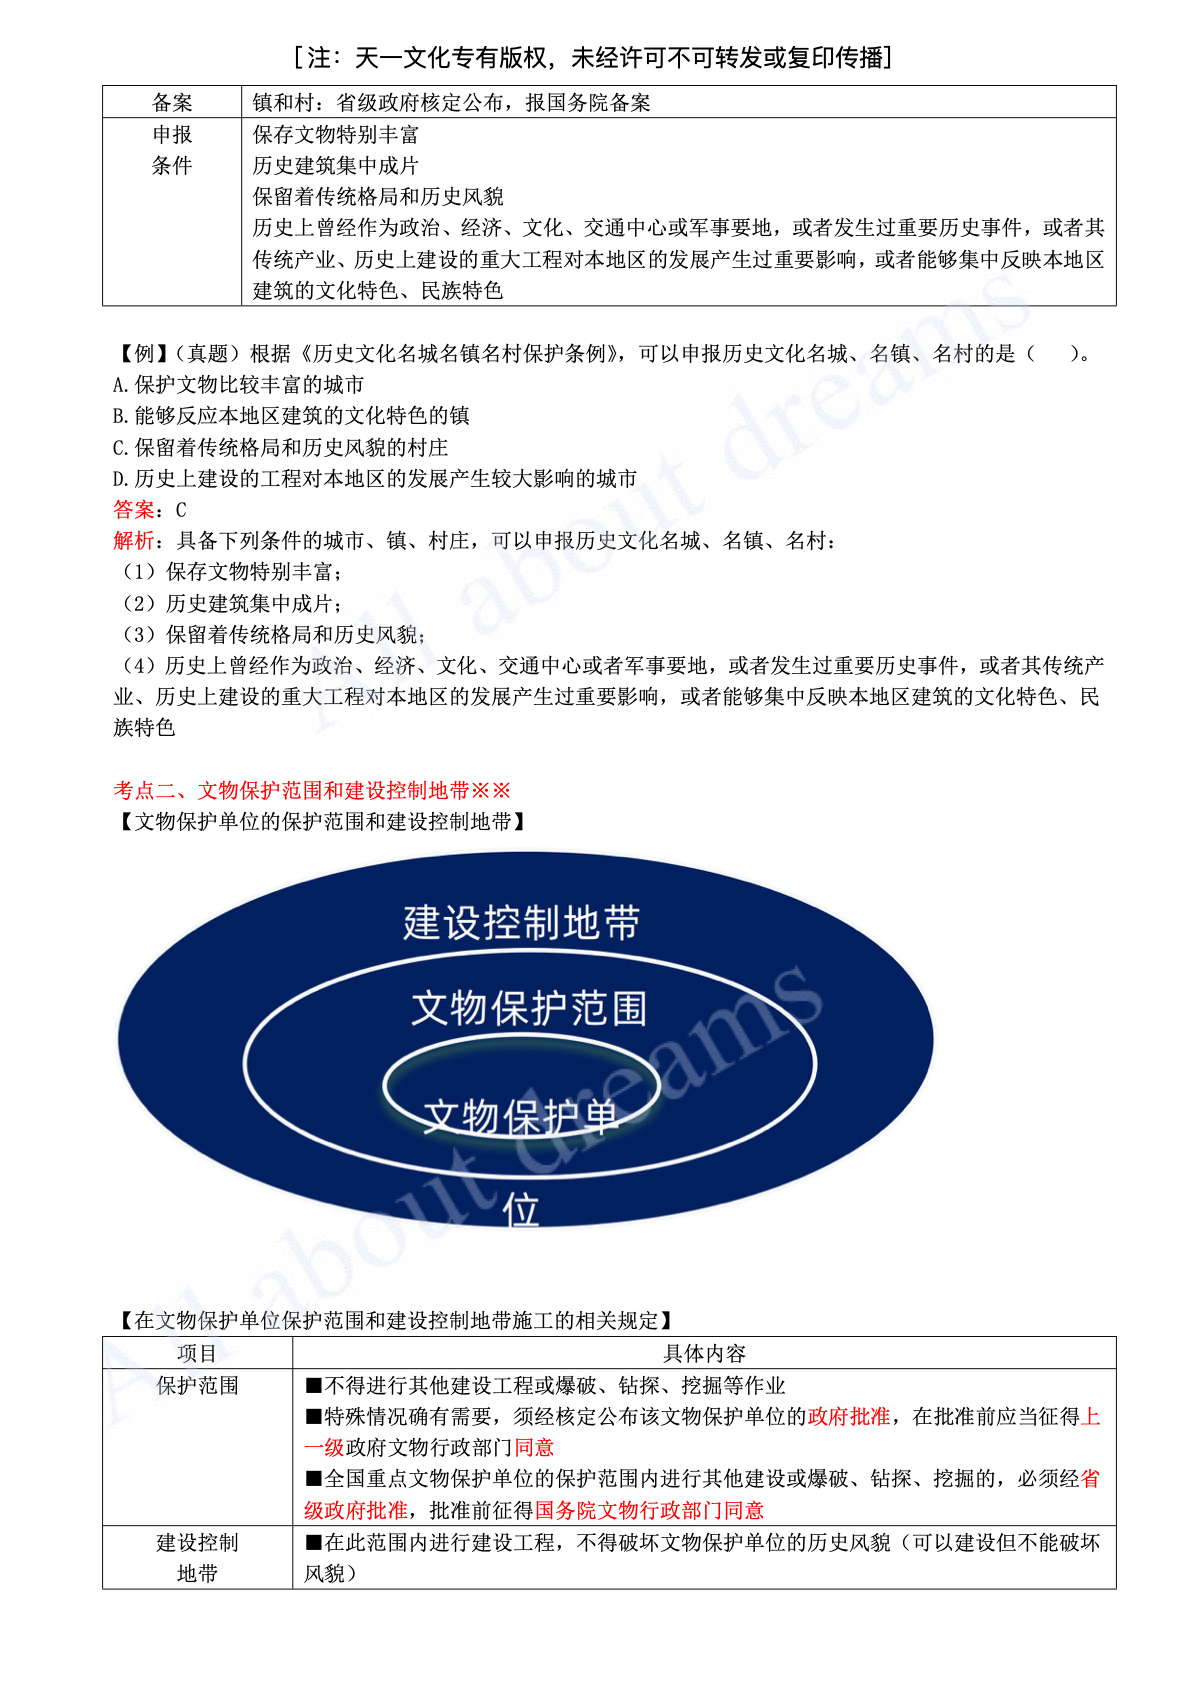 [注：天一文化专有版权，未经许可不可转发或复印传播]
备案 镇和村：省级政府核定公布，报国务院备案
申报 保存文物特别丰富
条件 历史建筑集中成片
保留着传统格局和历史风貌
历史上曾经作为政治、经济、文化、交通中心或军事要地，或者发生过重要历史事件，或者其
传统产业、历史上建设的重大工程对本地区的发展产生过重要影响，或者能够集中反映本地区
建筑的文化特色、民族特色
【例】（真题）根据《历史文化名城名镇名村保护条例》，可以申报历史文化名城、名镇、名村的是（ ）。
A.保护文物比较丰富的城市
B.能够反应本地区建筑的文化特色的镇
C.保留着传统格局和历史风貌的村庄
D.历史上建设的工程对本地区的发展产生较大影响的城市
答案：C
解析：具备下列条件的城市、镇、村庄，可以申报历史文化名城、名镇、名村：
（1）保存文物特别丰富；
（2）历史建筑集中成片；
（3）保留着传统格局和历史风貌；
（4）历史上曾经作为政治、经济、文化、交通中心或者军事要地，或者发生过重要历史事件，或者其传统产
业、历史上建设的重大工程对本地区的发展产生过重要影响，或者能够集中反映本地区建筑的文化特色、民
族特色
考点二、文物保护范围和建设控制地带※※
【文物保护单位的保护范围和建设控制地带】
建设控制地带
文物保护范围
文物保护单
位
【在文物保护单位保护范围和建设控制地带施工的相关规定】
项目 具体内容
保护范围 ■不得进行其他建设工程或爆破、钻探、挖掘等作业
■特殊情况确有需要，须经核定公布该文物保护单位的政府批准，在批准前应当征得上
一级政府文物行政部门同意
■全国重点文物保护单位的保护范围内进行其他建设或爆破、钻探、挖掘的，必须经省
级政府批准，批准前征得国务院文物行政部门同意
建设控制 ■在此范围内进行建设工程，不得破坏文物保护单位的历史风貌（可以建设但不能破坏
地带 风貌）
All about dreams
All about dreams